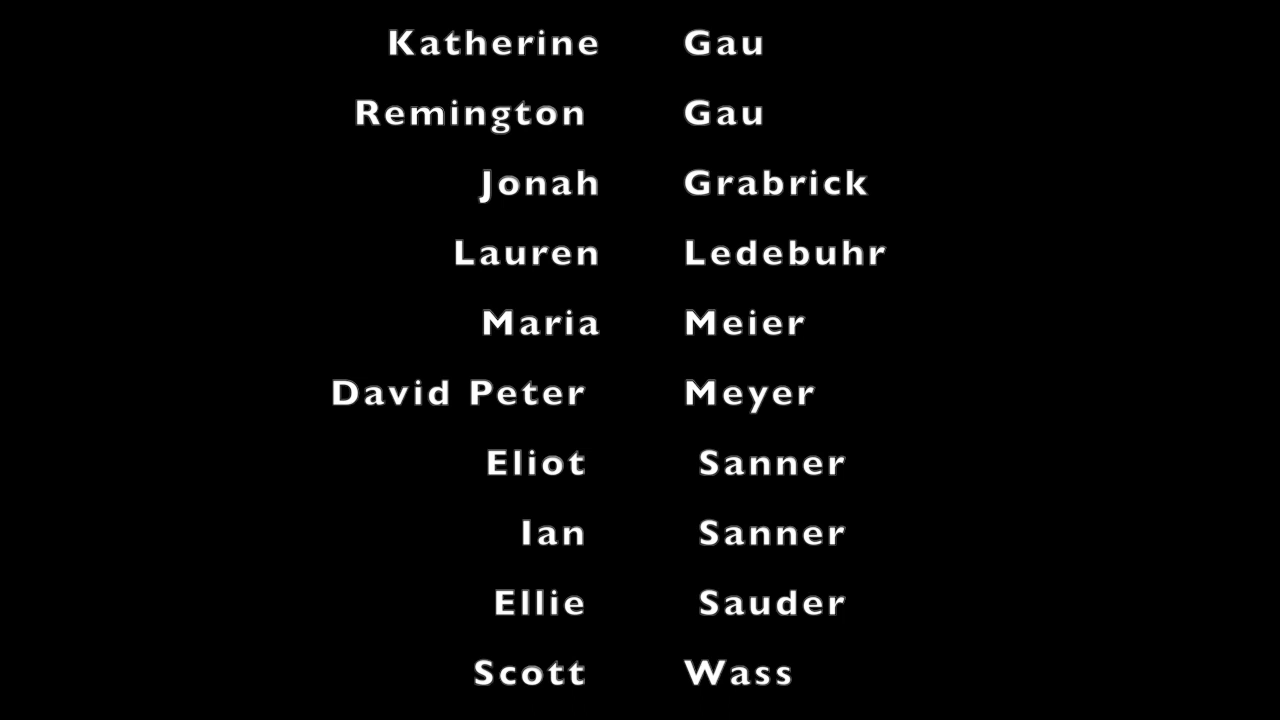 Katherine Gau
Remington Gau
Jonah Grabrick
Lauren Ledebuhr
Maria Meier
David Peter Meyer
Eliot Sanner
Ian Sanner
Ellie Sauder
Scott Wass